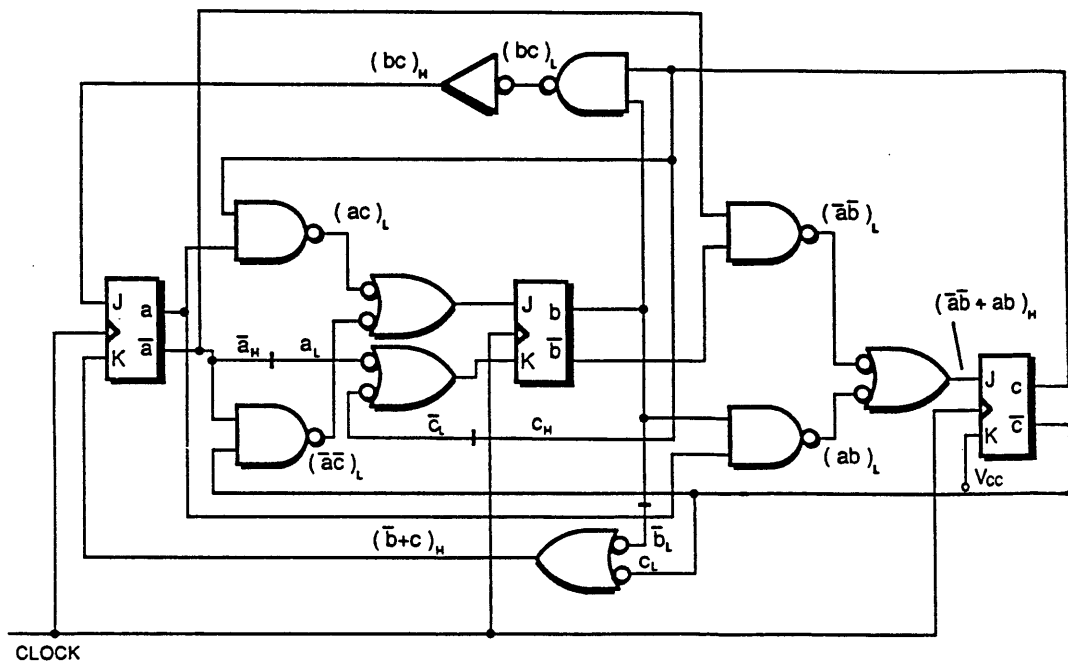 (bc)H (bc)L
(ac)L (a̅b̅)L
J a
a̅
K
a̅H aL
J b
b̅
K
(a̅b̅ + ab)H
J c
c̅
K
c̅L cH
(a̅c̅)L (ab)L
Vcc
(b̅+c)H b̅L
cL
CLOCK